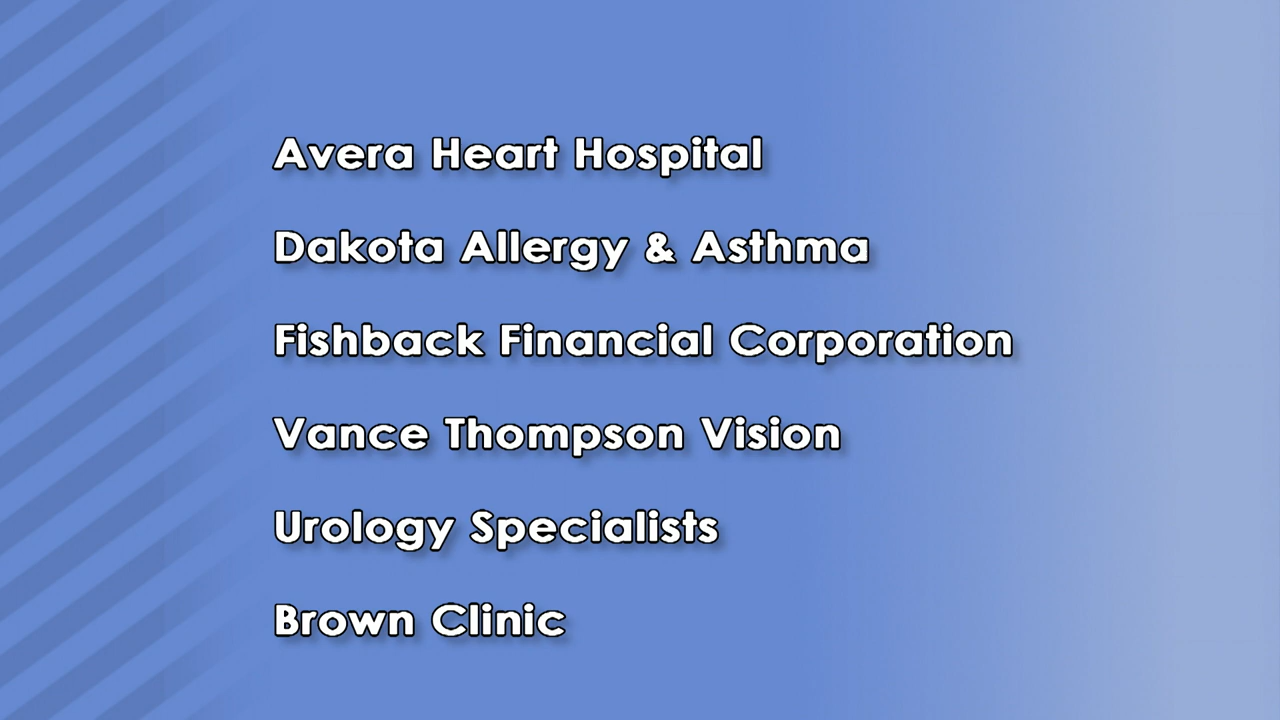 Avera Heart Hospital
Dakota Allergy & Asthma
Fishback Financial Corporation
Vance Thompson Vision
Urology Specialists
Brown Clinic